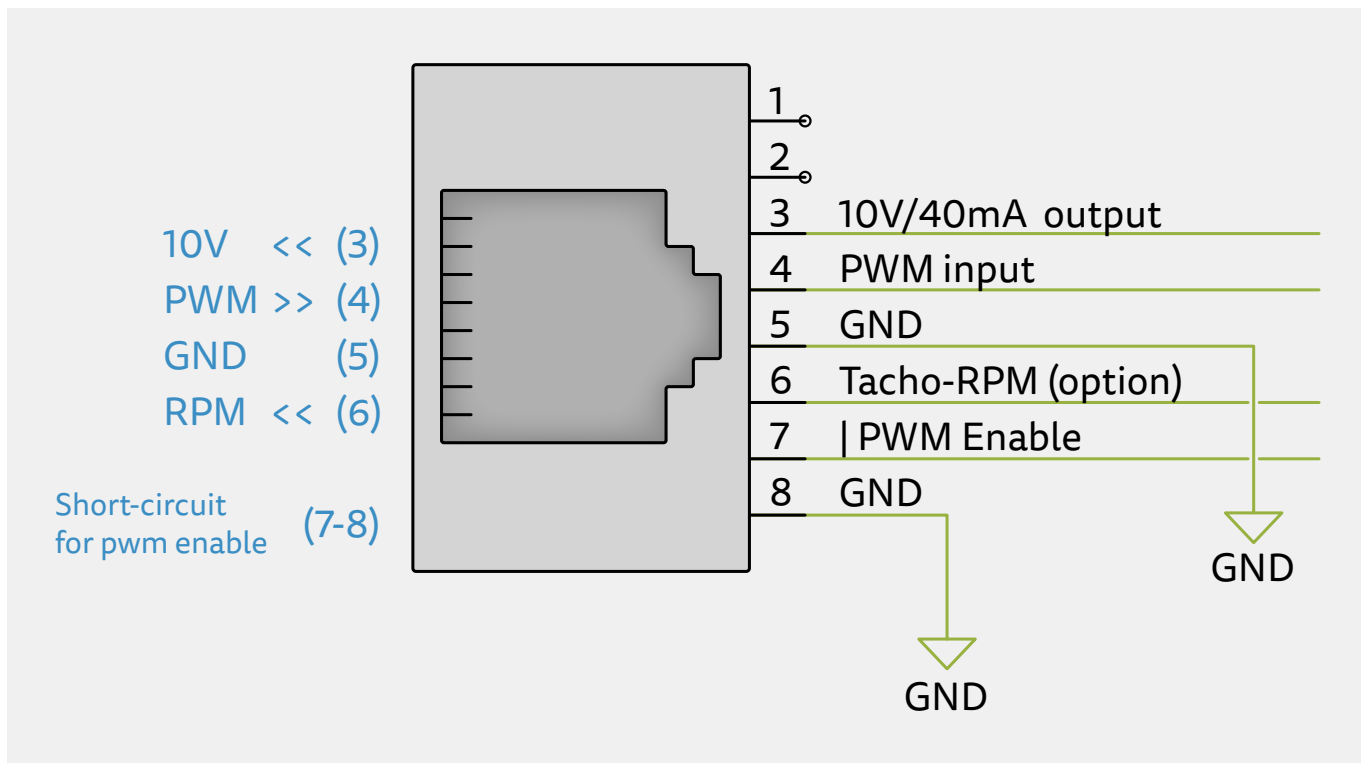 10V << (3)
PWM >> (4)
GND (5)
RPM << (6)
Short-circuit
for pwm enable (7-8)
1
2
3 10V/40mA output
4 PWM input
5 GND
6 Tacho-RPM (option)
7 | PWM Enable
8 GND
GND
GND